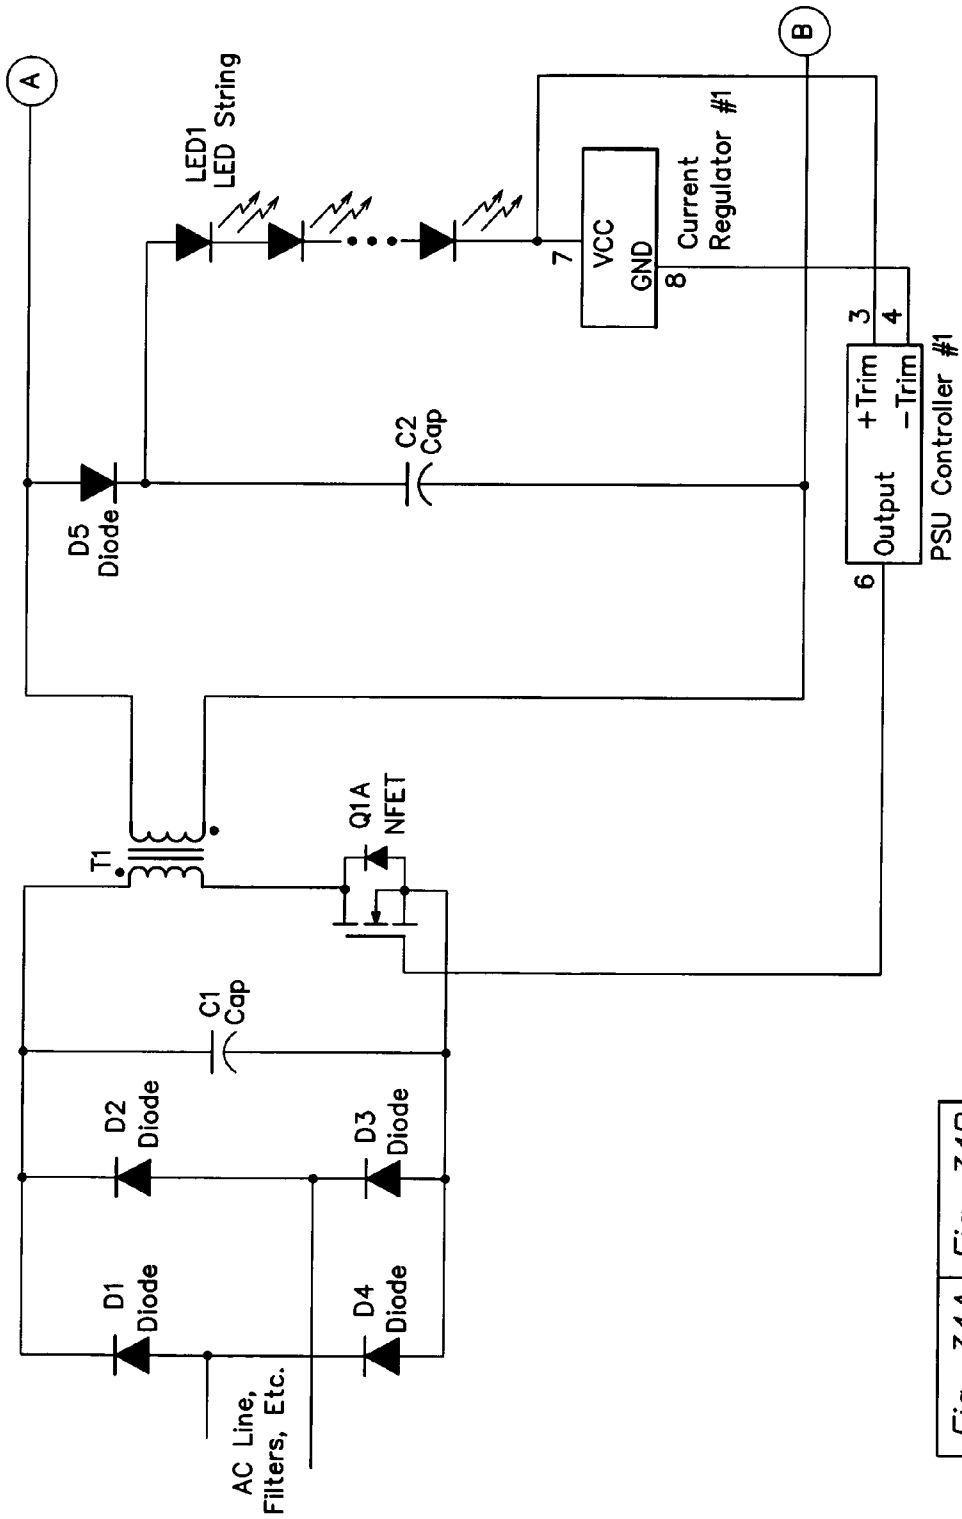 A
B
LED1
LED String
D5
Diode
C2
Cap
7
VCC
GND
8
Current
Regulator #1
3
4
+Trim
-Trim
Output
6
PSU Controller #1
T1
Q1A
NFET
C1
Cap
D2
Diode
D3
Diode
D1
Diode
D4
Diode
AC Line,
Filters, Etc.